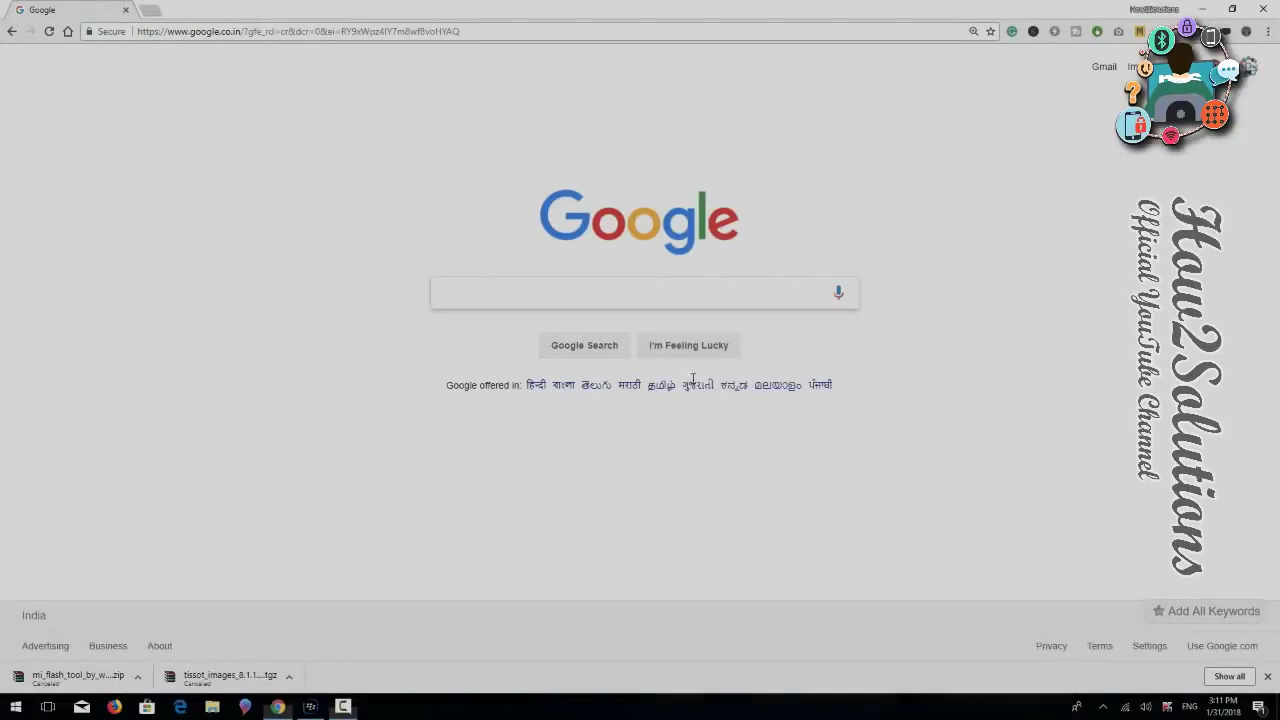 Google
How2Solutions
Secure
https://www.google.co.in/?gfe_rd=cr&dcr=0&ei=RY9xWpz4IY7m8wfBvoHYAQ
Gmail
Google
Google Search
I'm Feeling Lucky
Google offered in: हिन्दी বাংলা తెలుగు मराठी தமிழ் ગુજરાતી ಕನ್ನಡ മലയാളം ਪੰਜਾਬੀ
How2Solutions
Official YouTube Channel
India
Add All Keywords
Advertising Business About
Privacy Terms Settings Use Google.com
mi_flash_tool_by_w....zip
Canceled
tissot_images_8.1.1....tgz
Canceled
Show all
ENG
3:11 PM
1/31/2018